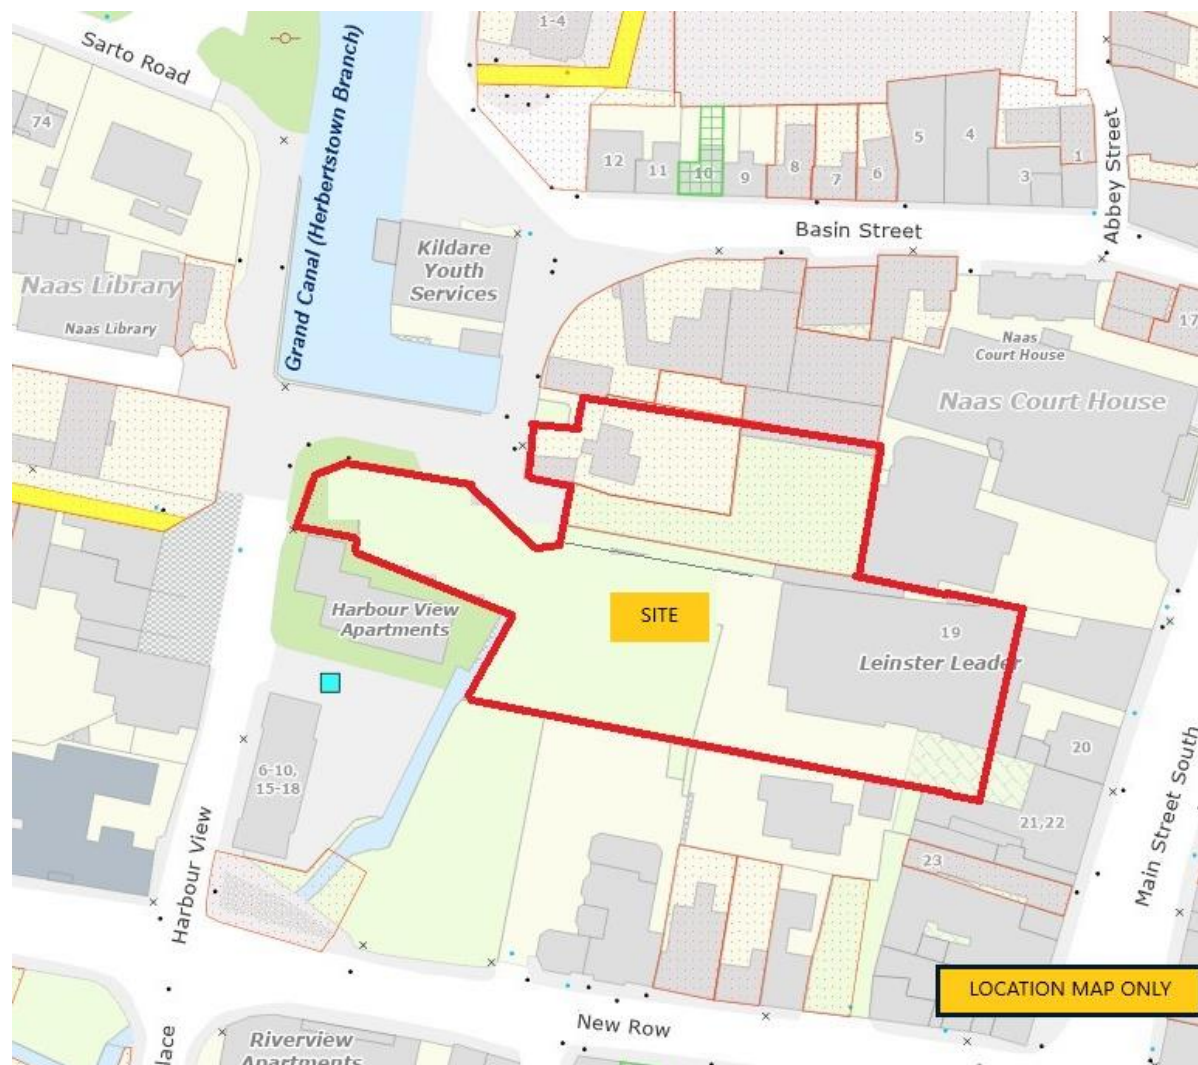 1-4
Sarto Road
74
Grand Canal (Herbertstown Branch)
12
11
10
9
8
7
6
5
4
3
1
Abbey Street
Basin Street
Kildare
Youth
Services
Naas Library
Naas Library
Naas
Court House
17
Naas Court House
Harbour View
Apartments
SITE
19
Leinster Leader
20
6-10,
15-18
21,22
23
Harbour View
Main Street South
LOCATION MAP ONLY
New Row
lace
Riverview
Apartments